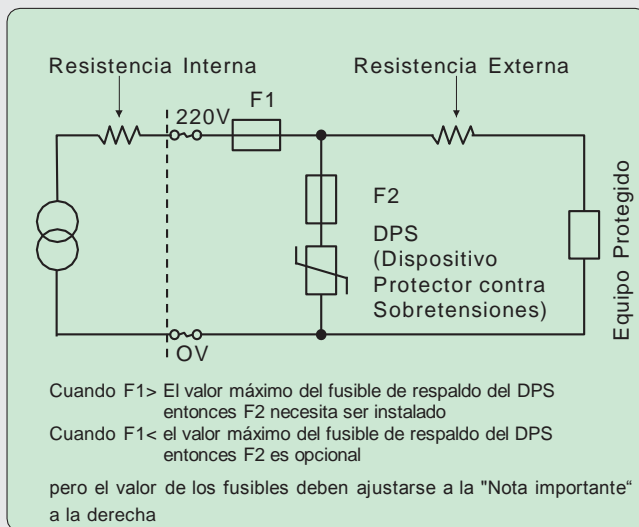 Resistencia Interna
Resistencia Externa
F1
220V
F2
DPS
(Dispositivo
Protector contra
Sobretensiones)
Equipo Protegido
OV
Cuando F1> El valor máximo del fusible de respaldo del DPS
entonces F2 necesita ser instalado
Cuando F1< el valor máximo del fusible de respaldo del DPS
entonces F2 es opcional
pero el valor de los fusibles deben ajustarse a la "Nota importante“
a la derecha